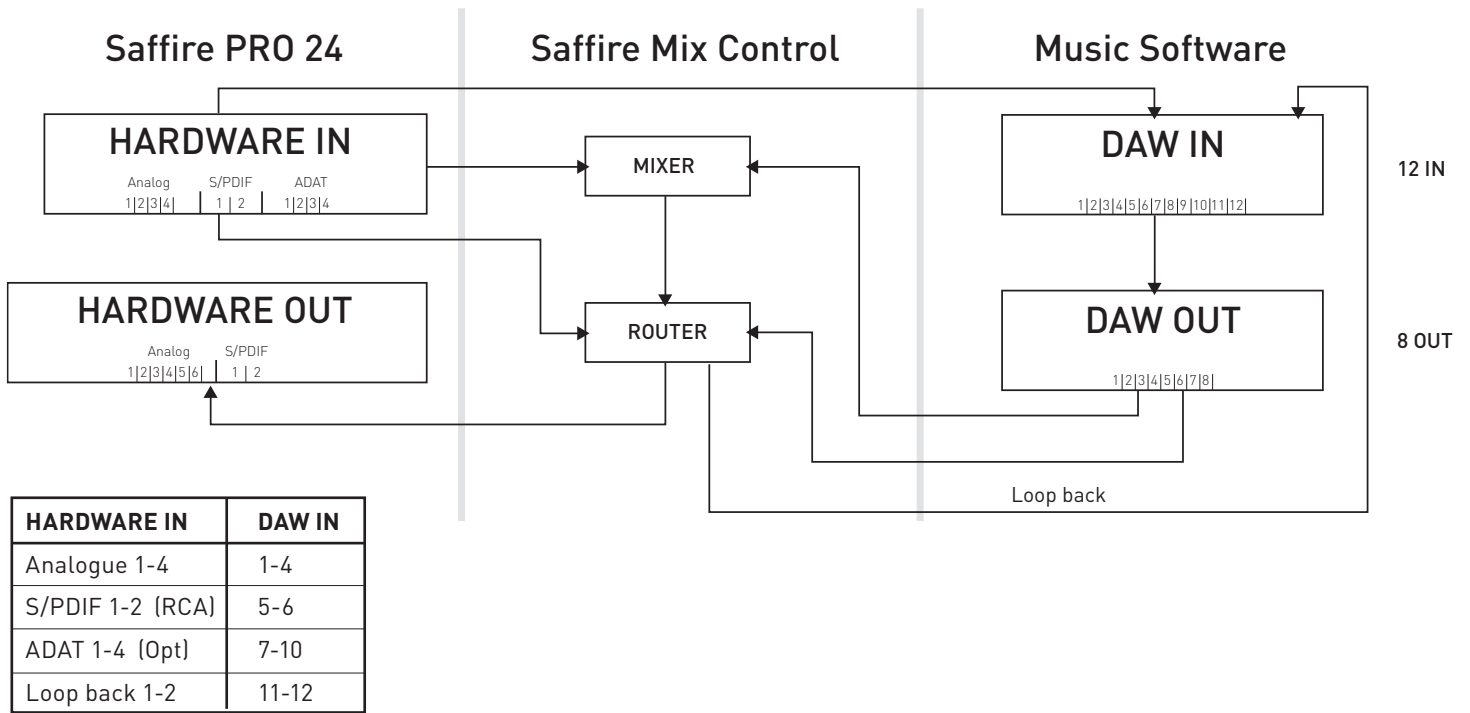 Saffire PRO 24
Saffire Mix Control
Music Software
HARDWARE IN
Analog S/PDIF ADAT
1|2|3|4| 1 | 2 1|2|3|4
MIXER
DAW IN
1|2|3|4|5|6|7|8|9|10|11|12|
12 IN
HARDWARE OUT
Analog S/PDIF
1|2|3|4|5|6| 1 | 2
ROUTER
DAW OUT
1|2|3|4|5|6|7|8|
8 OUT
Loop back
HARDWARE IN DAW IN
Analogue 1-4 1-4
S/PDIF 1-2 (RCA) 5-6
ADAT 1-4 (Opt) 7-10
Loop back 1-2 11-12